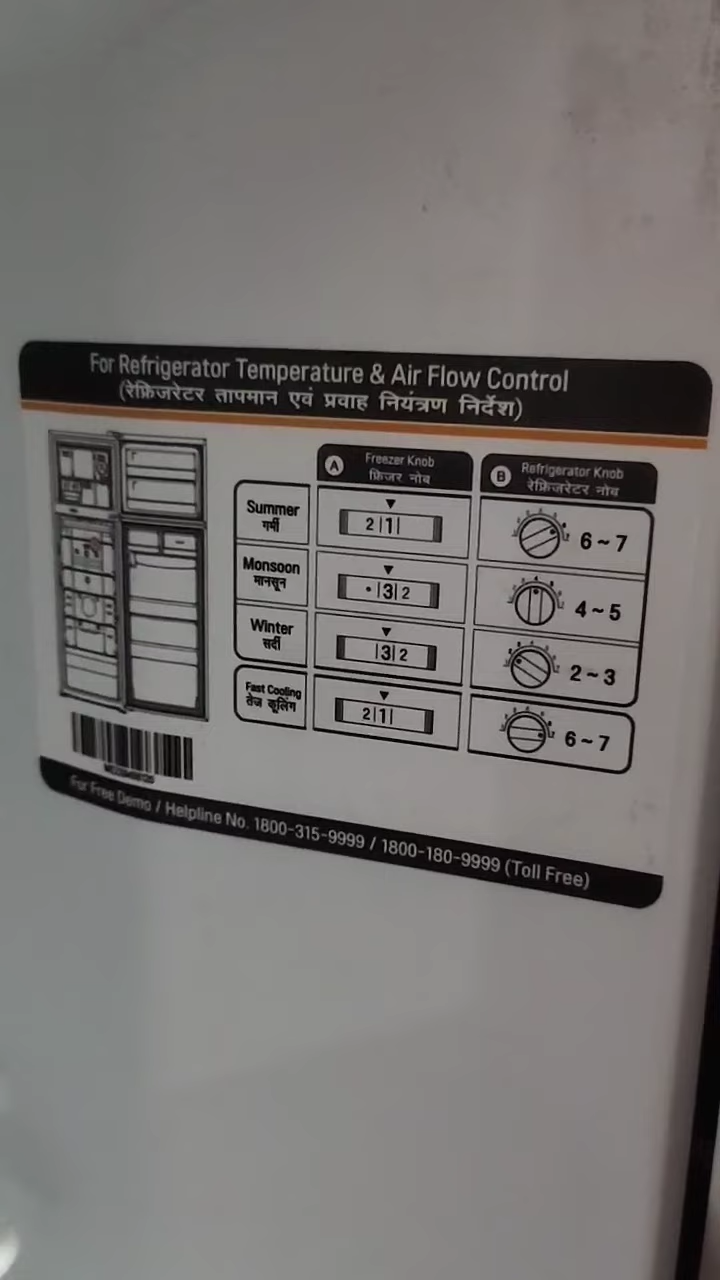 For Refrigerator Temperature & Air Flow Control
(रेफ्रिजरेटर तापमान एवं प्रवाह नियंत्रण निर्देश)
A Freezer Knob
फ्रिजर नोब
B Refrigerator Knob
रेफ्रिजरेटर नोब
Summer
गर्मी
2|1|
6~7
Monsoon
मानसून
•|3|2
4~5
Winter
सर्दी
|3|2
2~3
Fast Cooling
तेज कूलिंग
2|1|
6~7
For Free Demo / Helpline No. 1800-315-9999 / 1800-180-9999 (Toll Free)